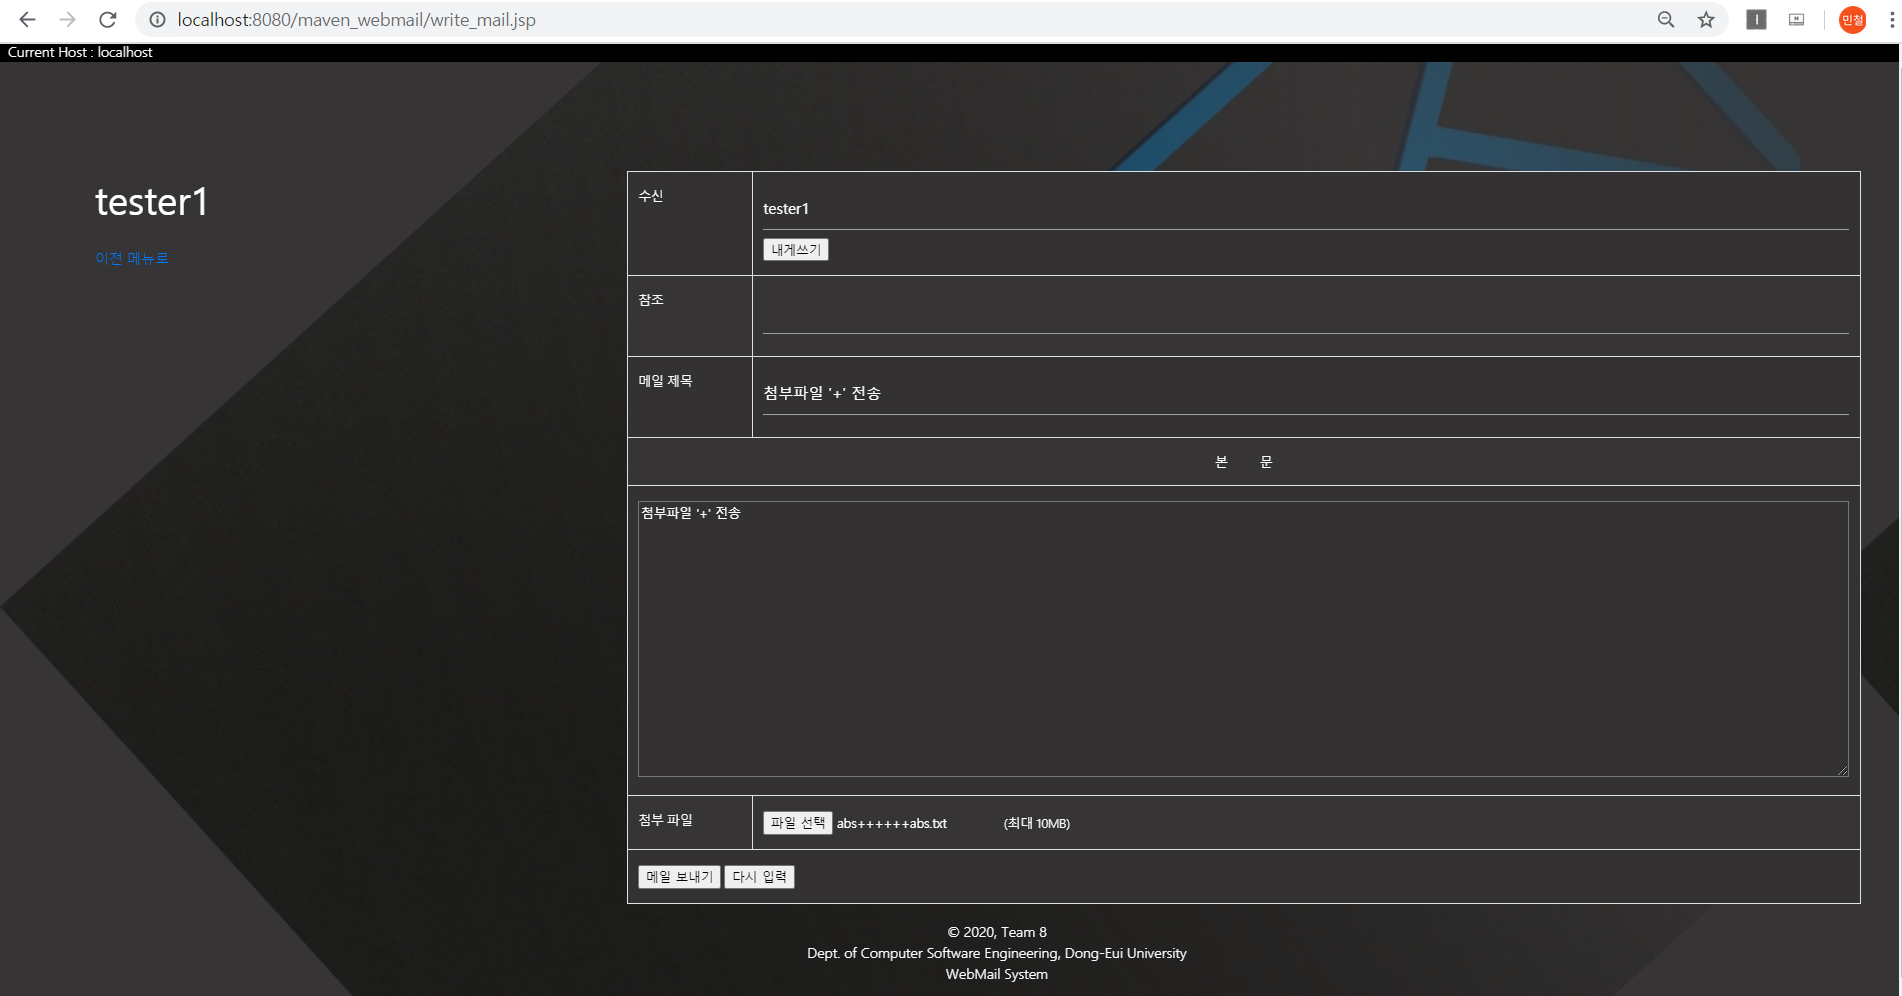 localhost:8080/maven_webmail/write_mail.jsp
민철
Current Host : localhost
tester1
이전 메뉴로
수신
tester1
내게쓰기
참조
메일 제목
첨부파일 '+' 전송
본 문
첨부파일 '+' 전송
첨부 파일
파일 선택 abs++++++abs.txt (최대 10MB)
메일 보내기 다시 입력
© 2020, Team 8
Dept. of Computer Software Engineering, Dong-Eui University
WebMail System